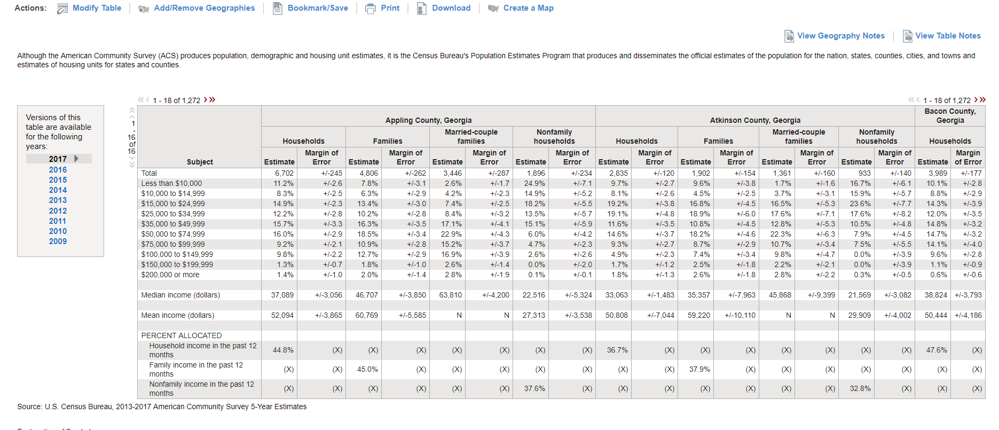 Actions: Modify Table Add/Remove Geographies Bookmark/Save Print Download Create a Map
View Geography Notes View Table Notes
Although the American Community Survey (ACS) produces population, demographic and housing unit estimates, it is the Census Bureau's Population Estimates Program that produces and disseminates the official estimates of the population for the nation, states, counties, cities, and towns and
estimates of housing units for states and counties.
1 - 18 of 1,272 1 - 18 of 1,272
Versions of this
table are available
for the following
years:
2017
2016
2015
2014
2013
2012
2011
2010
2009
1
-
16
of
16
Appling County, Georgia Atkinson County, Georgia Bacon County,
Georgia
Households Families Married-couple
families Nonfamily
households Households Families Married-couple
families Nonfamily
households Households
Subject Estimate Margin of
Error Estimate Margin of
Error Estimate Margin of
Error Estimate Margin of
Error Estimate Margin of
Error Estimate Margin of
Error Estimate Margin of
Error Estimate Margin of
Error Estimate Margin
of Error
Total 6,702 +/-245 4,806 +/-262 3,446 +/-287 1,896 +/-234 2,835 +/-120 1,902 +/-154 1,361 +/-160 933 +/-140 3,989 +/-177
Less than $10,000 11.2% +/-2.6 7.8% +/-3.1 2.6% +/-1.7 24.9% +/-7.1 9.7% +/-2.7 9.6% +/-3.8 1.7% +/-1.6 16.7% +/-6.1 10.1% +/-2.8
$10,000 to $14,999 8.3% +/-2.5 6.3% +/-2.9 4.2% +/-2.3 14.9% +/-5.2 8.1% +/-2.6 4.5% +/-2.5 3.7% +/-3.1 15.9% +/-5.7 8.8% +/-2.9
$15,000 to $24,999 14.9% +/-2.3 13.4% +/-3.0 7.4% +/-2.5 18.2% +/-5.5 19.2% +/-3.8 16.8% +/-4.5 16.5% +/-5.3 23.6% +/-7.7 14.3% +/-3.9
$25,000 to $34,999 12.2% +/-2.8 10.2% +/-2.8 8.4% +/-3.2 13.5% +/-5.7 19.1% +/-4.8 18.9% +/-6.0 17.6% +/-7.1 17.6% +/-8.2 12.0% +/-3.5
$35,000 to $49,999 15.7% +/-3.3 16.3% +/-3.5 17.1% +/-4.1 15.1% +/-5.9 11.6% +/-3.5 10.8% +/-4.5 12.8% +/-5.3 10.5% +/-4.8 14.8% +/-3.2
$50,000 to $74,999 16.0% +/-2.9 18.5% +/-3.4 22.9% +/-4.3 6.0% +/-4.2 14.6% +/-3.7 18.2% +/-4.6 22.3% +/-6.3 7.9% +/-4.5 14.7% +/-3.2
$75,000 to $99,999 9.2% +/-2.1 10.9% +/-2.8 15.2% +/-3.7 4.7% +/-2.3 9.3% +/-2.7 8.7% +/-2.9 10.7% +/-3.4 7.5% +/-5.5 14.1% +/-4.0
$100,000 to $149,999 9.8% +/-2.2 12.7% +/-2.9 16.9% +/-3.9 2.6% +/-2.6 4.9% +/-2.3 7.4% +/-3.4 9.8% +/-4.7 0.0% +/-3.9 9.6% +/-2.8
$150,000 to $199,999 1.3% +/-0.7 1.8% +/-1.0 2.6% +/-1.4 0.0% +/-2.0 1.7% +/-1.2 2.5% +/-1.8 2.2% +/-2.1 0.0% +/-3.9 1.1% +/-0.9
$200,000 or more 1.4% +/-1.0 2.0% +/-1.4 2.8% +/-1.9 0.1% +/-0.1 1.8% +/-1.3 2.6% +/-1.8 2.8% +/-2.2 0.3% +/-0.5 0.6% +/-0.6
Median income (dollars) 37,089 +/-3,056 46,707 +/-3,850 63,810 +/-4,200 22,516 +/-5,324 33,063 +/-1,483 35,357 +/-7,963 45,868 +/-9,399 21,569 +/-3,082 38,824 +/-3,793
Mean income (dollars) 52,094 +/-3,865 60,769 +/-5,585 N N 27,313 +/-3,538 50,808 +/-7,044 59,220 +/-10,110 N N 29,909 +/-4,002 50,444 +/-4,186
PERCENT ALLOCATED
Household income in the past 12
months 44.8% (X) (X) (X) (X) (X) (X) (X) 36.7% (X) (X) (X) (X) (X) (X) (X) 47.6% (X)
Family income in the past 12
months (X) (X) 45.0% (X) (X) (X) (X) (X) (X) (X) 37.9% (X) (X) (X) (X) (X) (X) (X)
Nonfamily income in the past 12
months (X) (X) (X) (X) (X) (X) 37.6% (X) (X) (X) (X) (X) (X) (X) 32.8% (X) (X) (X)
Source: U.S. Census Bureau, 2013-2017 American Community Survey 5-Year Estimates